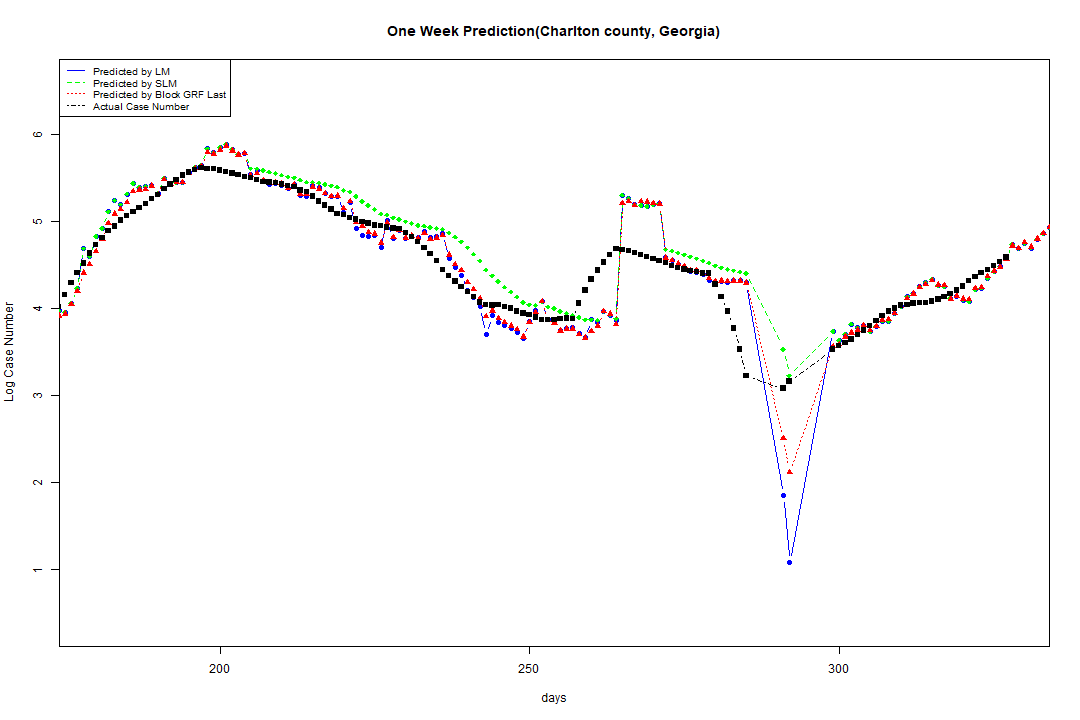 One Week Prediction(Charlton county, Georgia)
Predicted by LM
Predicted by SLM
Predicted by Block GRF Last
Actual Case Number
6
5
4
3
2
1
Log Case Number
200
250
300
days